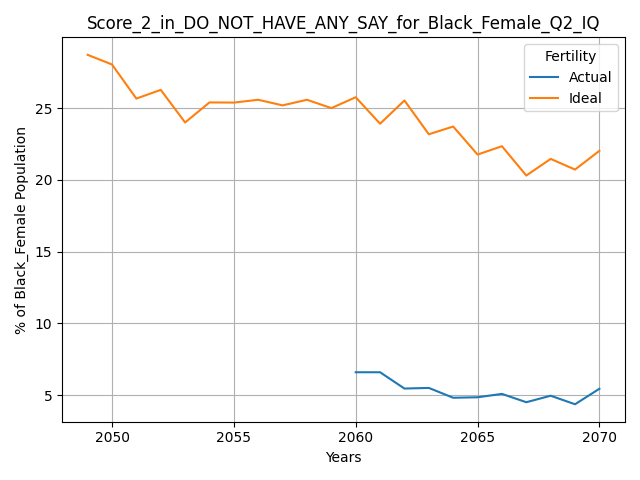 Score_2_in_DO_NOT_HAVE_ANY_SAY_for_Black_Female_Q2_IQ
Fertility
Actual
Ideal
% of Black_Female Population
25
20
15
10
5
2050 2055 2060 2065 2070
Years